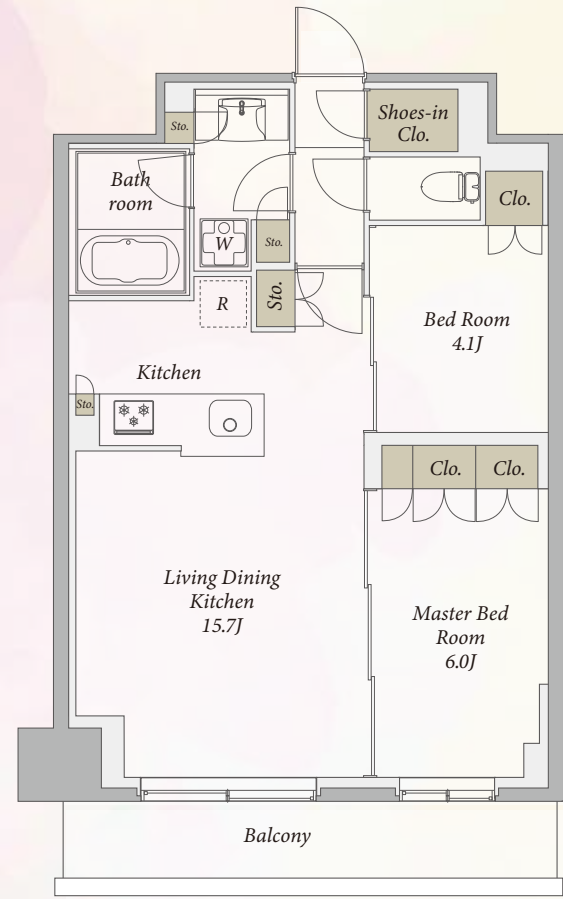 Sto.
Shoes-in
Clo.
Bath
room
Clo.
W
Sto.
R
Sto.
Bed Room
4.1J
Kitchen
Sto.
Clo.
Clo.
Living Dining
Kitchen
15.7J
Master Bed
Room
6.0J
Balcony